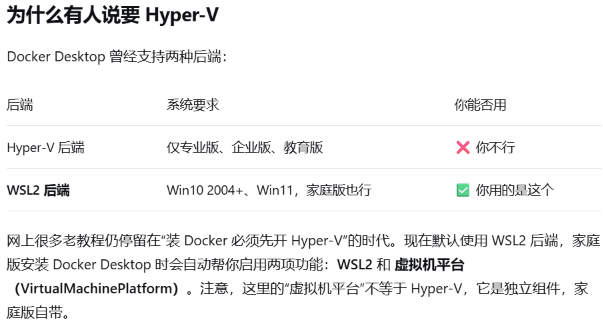 为什么有人说要 Hyper-V
Docker Desktop 曾经支持两种后端：
后端 系统要求 你能否用
Hyper-V 后端 仅专业版、企业版、教育版 ❌ 你不行
WSL2 后端 Win10 2004+、Win11，家庭版也行 ✅ 你用的是这个
网上很多老教程仍停留在“装 Docker 必须先开 Hyper-V”的时代。现在默认使用 WSL2 后端，家庭
版安装 Docker Desktop 时会自动帮你启用两项功能：WSL2 和 虚拟机平台
（VirtualMachinePlatform）。注意，这里的“虚拟机平台”不等于 Hyper-V，它是独立组件，家
庭版自带。